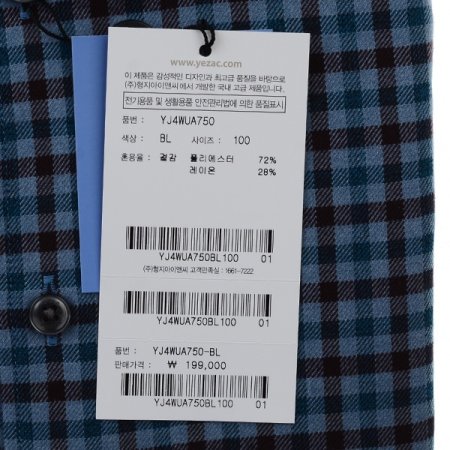 www.yezac.com
이 제품은 감성적인 디자인과 최고급 품질을 바탕으로
(주)형지아이앤씨에서 개발한 국내 고급 제품입니다.
전기용품 및 생활용품 안전관리법에 의한 품질표시
품번: YJ4WUA750
색상: BL 사이즈: 100
혼용율: 겉감 폴리에스터 72%
레이온 28%
YJ4WUA750BL100 01
(주)형지아이앤씨 고객만족실 : 1661-7222
YJ4WUA750BL100 01
품번: YJ4WUA750-BL
판매가격: ₩ 199,000
YJ4WUA750BL100 01